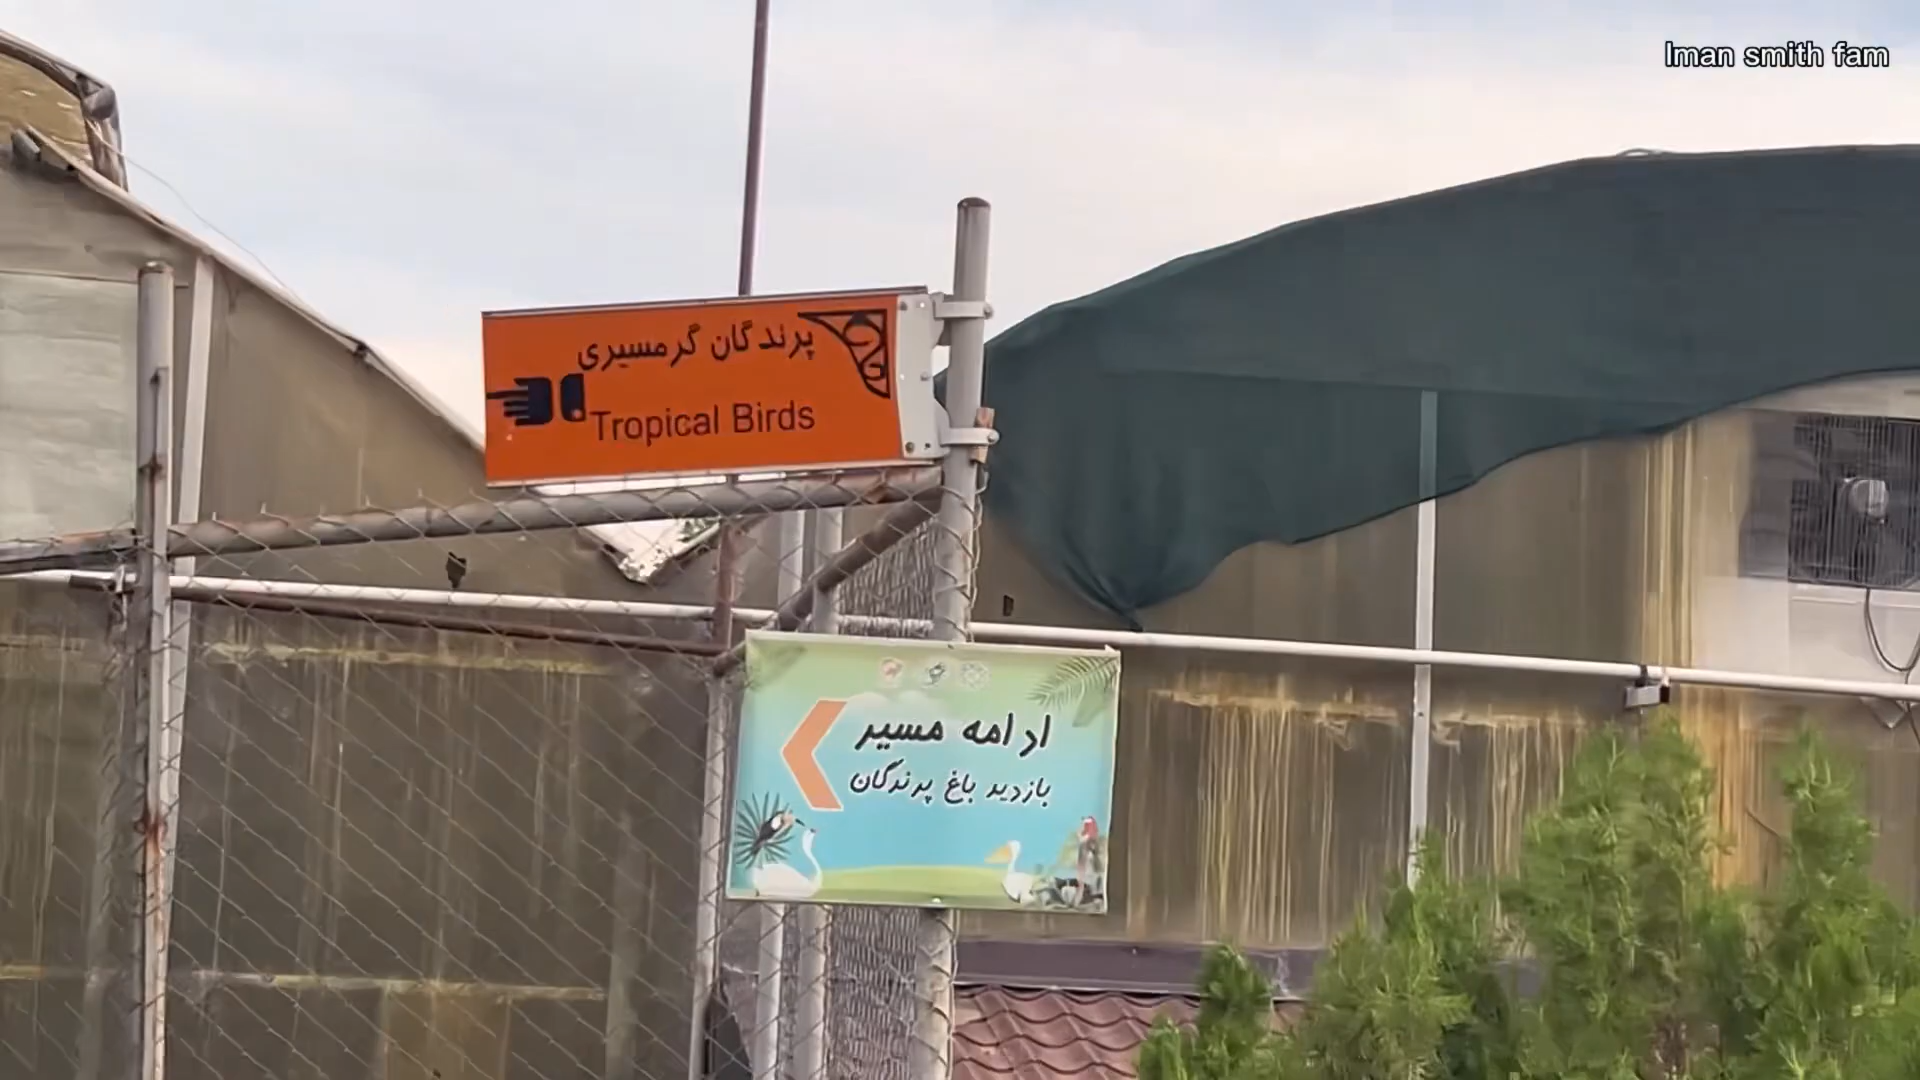 Iman smith fam
پرندگان گرمسیری
Tropical Birds
ادامه مسیر
بازدید باغ پرندگان